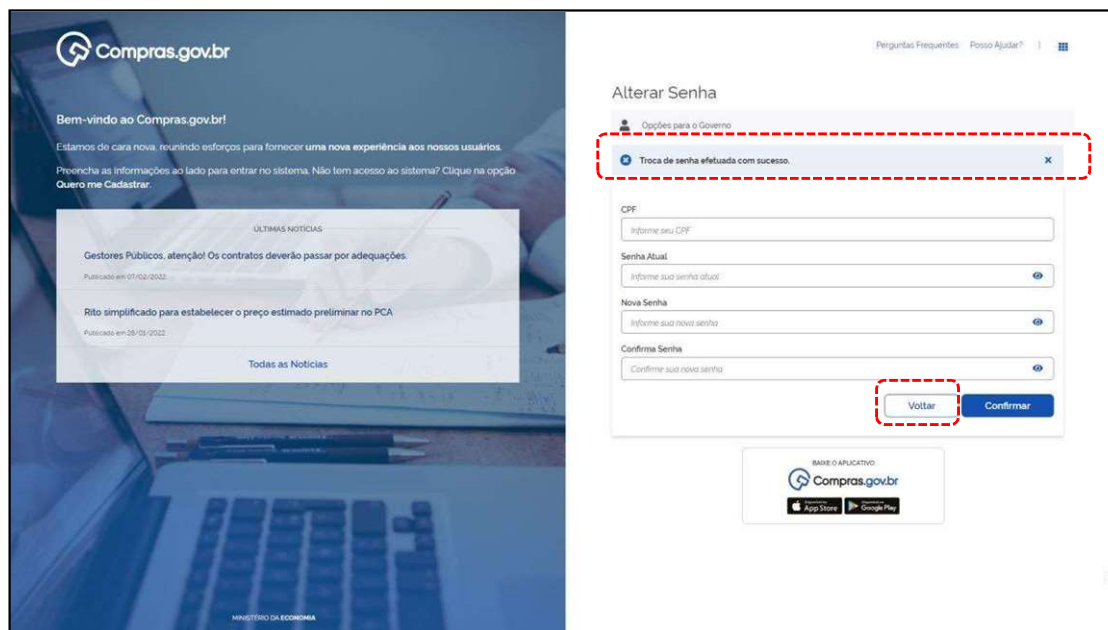 Compras.gov.br
Bem-vindo ao Compras.gov.br!
Estamos de cara nova, reunindo esforços para fornecer uma nova experiência aos nossos usuários.
Preencha as informações ao lado para entrar no sistema. Não tem acesso ao sistema? Clique na opção
Quero me Cadastrar.
ÚLTIMAS NOTÍCIAS
Gestores Públicos, atenção! Os contratos deverão passar por adequações.
Publicado em 07/02/2022
Rito simplificado para estabelecer o preço estimado preliminar no PCA
Publicado em 28/01/2022
Todas as Notícias
MINISTÉRIO DA ECONOMIA
Perguntas Frequentes Posso Ajudar?
Alterar Senha
Opções para o Governo
Troca de senha efetuada com sucesso.
CPF
Informe seu CPF
Senha Atual
Informe sua senha atual
Nova Senha
Informe sua nova senha
Confirma Senha
Confirme sua nova senha
Voltar Confirmar
BAIXE O APLICATIVO
Compras.gov.br
App Store Google Play